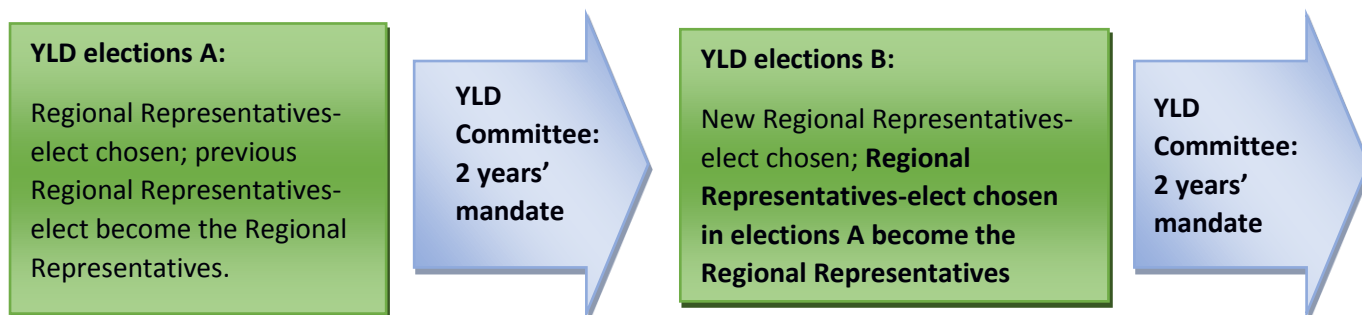 YLD elections A:
Regional Representatives-
elect chosen; previous
Regional Representatives-
elect become the Regional
Representatives.
YLD
Committee:
2 years’
mandate
YLD elections B:
New Regional Representatives-
elect chosen; Regional
Representatives-elect chosen
in elections A become the
Regional Representatives
YLD
Committee:
2 years’
mandate